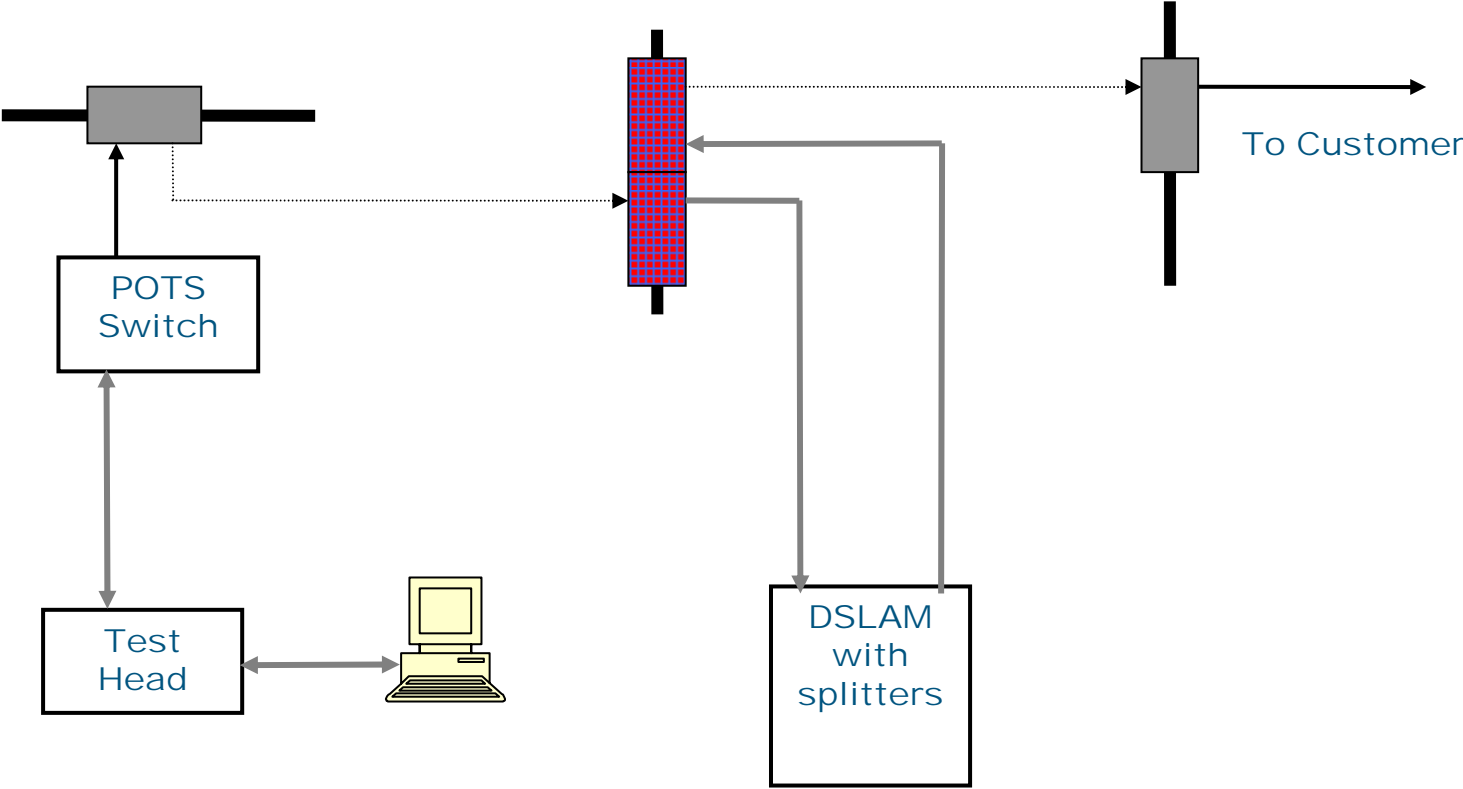 To Customer
POTS
Switch
Test
Head
DSLAM
with
splitters